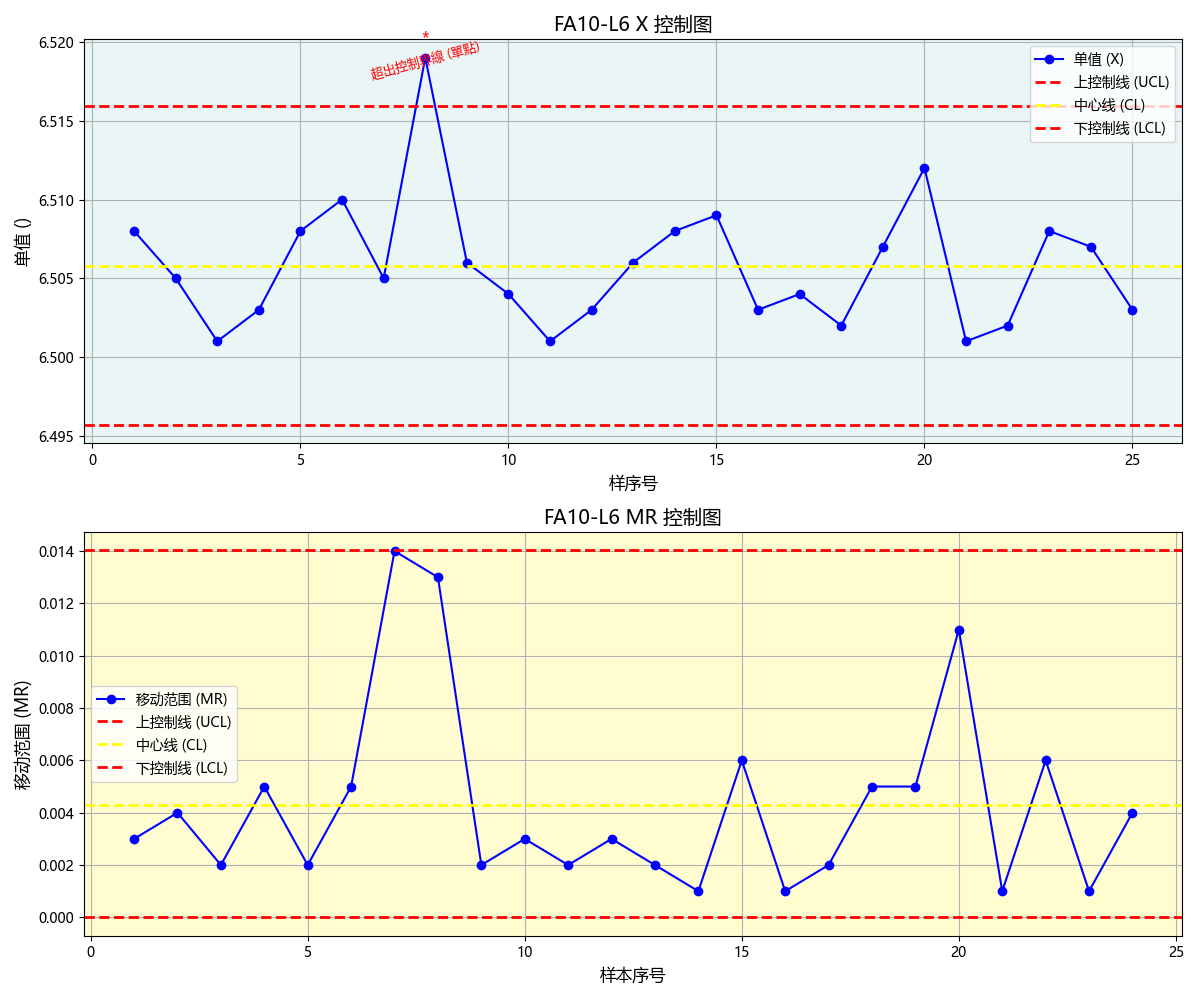 FA10-L6 X 控制图
6.520
6.515
6.510
6.505
6.500
6.495
单值 ()
*
超出控制 線 (單點)
单值 (X)
上控制线 (UCL)
中心线 (CL)
下控制线 (LCL)
0
5
10
15
20
25
样序号
FA10-L6 MR 控制图
0.014
0.012
0.010
0.008
0.006
0.004
0.002
0.000
移动范围 (MR)
移动范围 (MR)
上控制线 (UCL)
中心线 (CL)
下控制线 (LCL)
0
5
10
15
20
25
样本序号